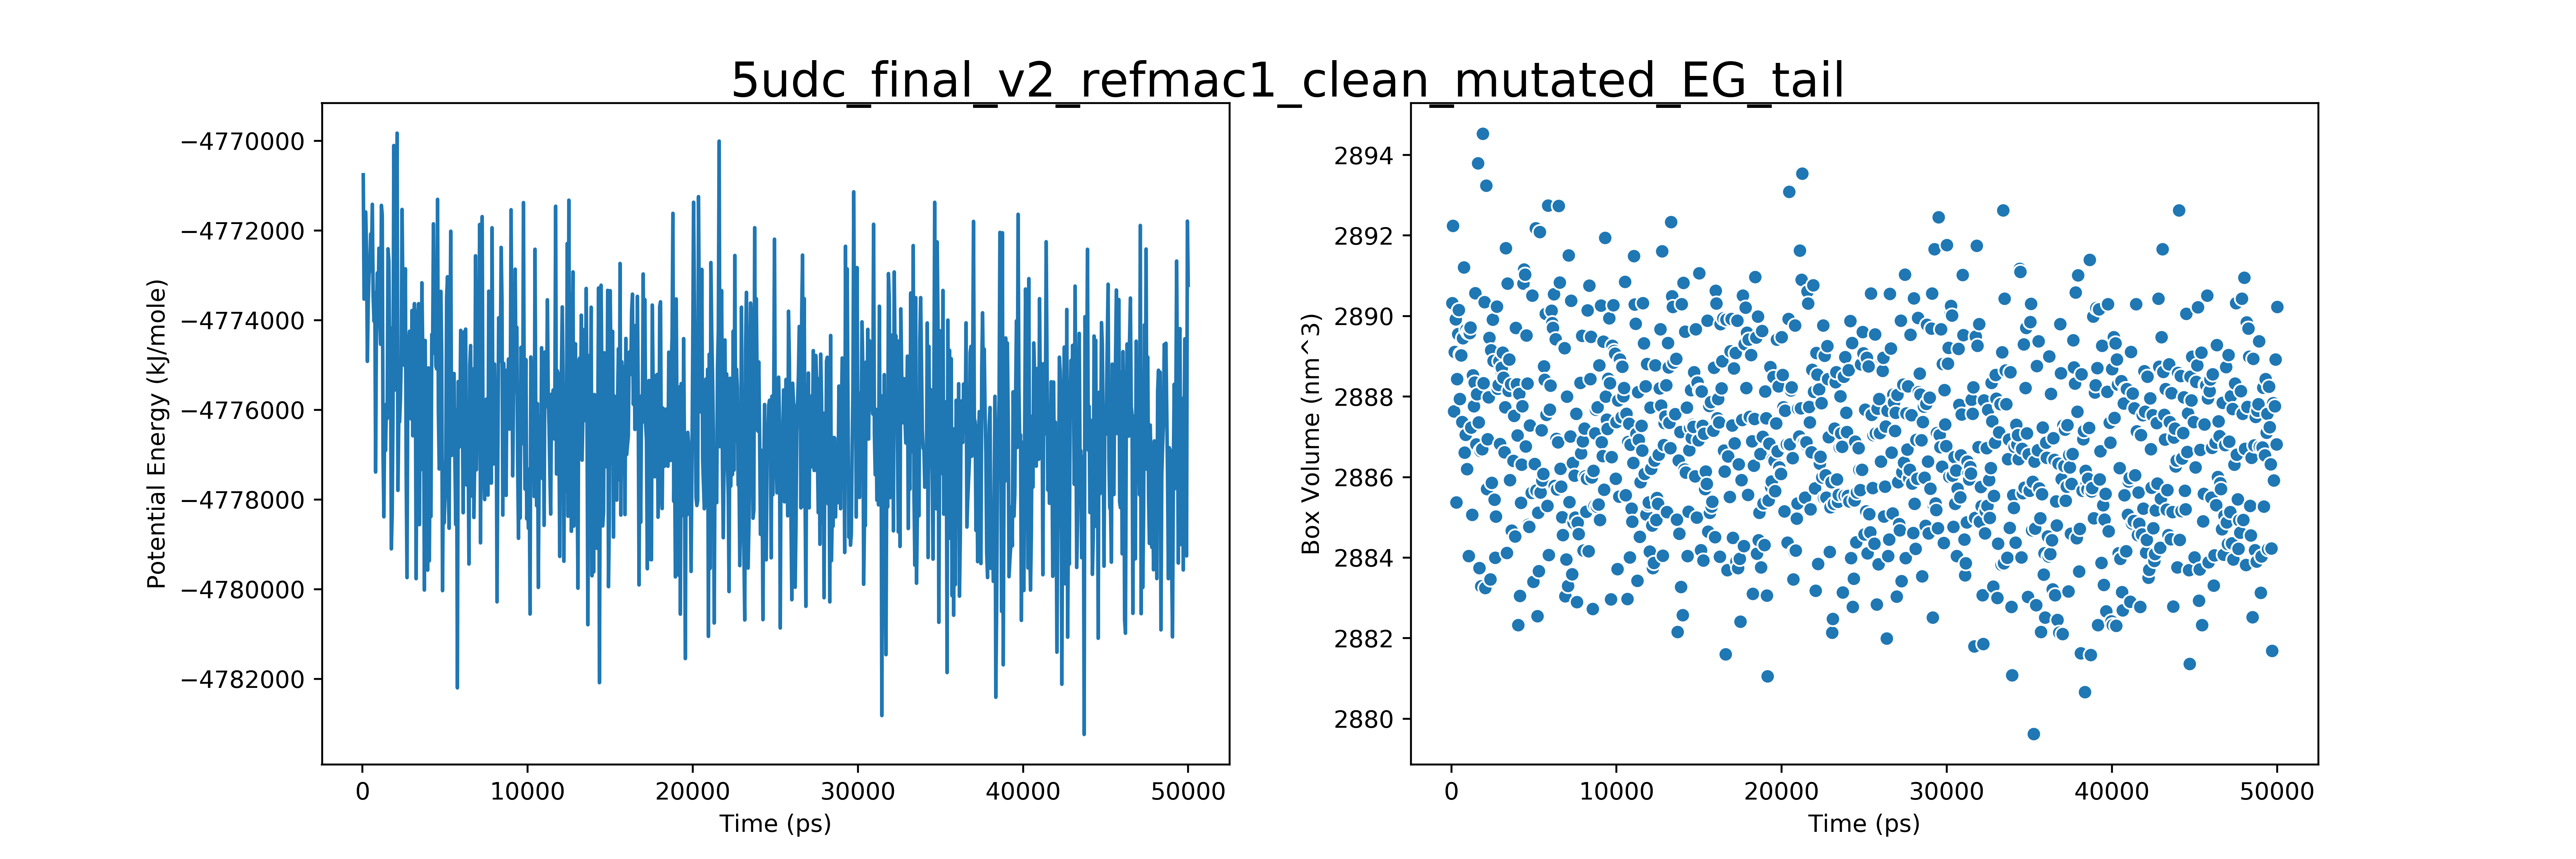 5udc_final_v2_refmac1_clean_mutated_EG_tail
Potential Energy (kJ/mole)
−4770000
−4772000
−4774000
−4776000
−4778000
−4780000
−4782000
0 10000 20000 30000 40000 50000
Time (ps)
Box Volume (nm^3)
2894
2892
2890
2888
2886
2884
2882
2880
0 10000 20000 30000 40000 50000
Time (ps)